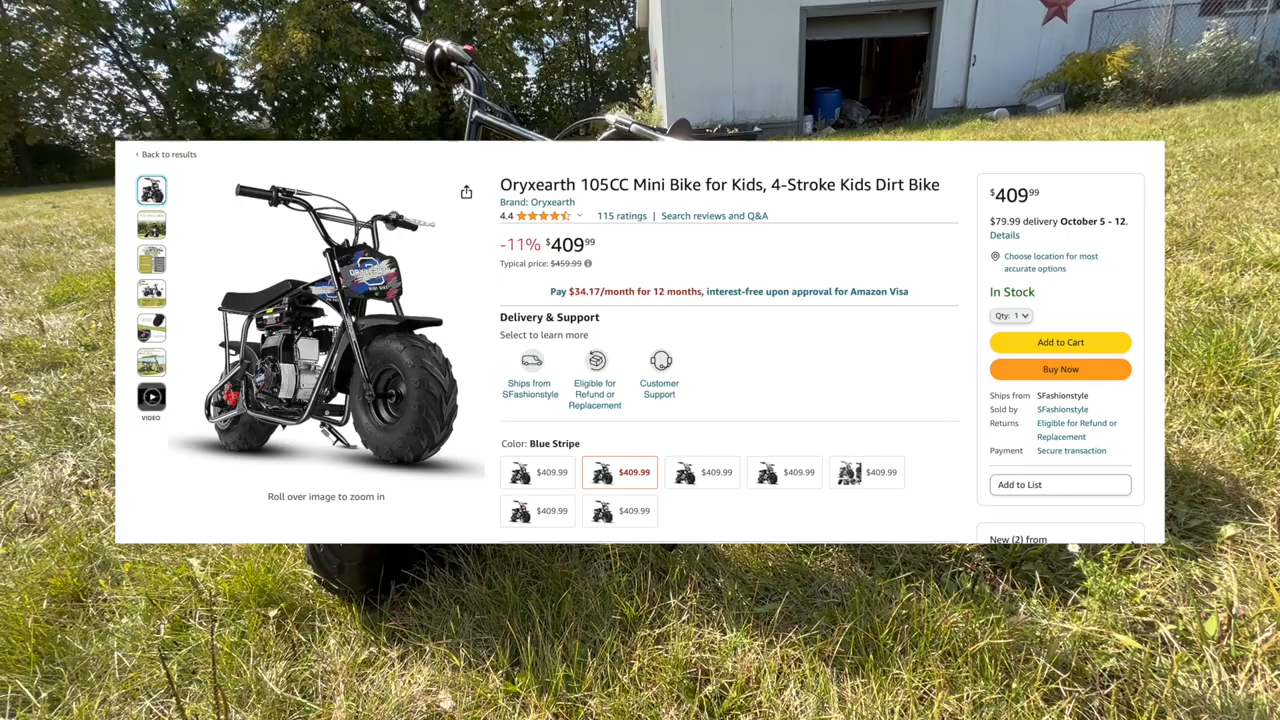 ‹ Back to results
VIDEO
ORYXEARTH
MINI BIKE
Roll over image to zoom in
Oryxearth 105CC Mini Bike for Kids, 4-Stroke Kids Dirt Bike
Brand: Oryxearth
4.4 115 ratings | Search reviews and Q&A
-11% $409⁹⁹
Typical price: $459.99
Pay $34.17/month for 12 months, interest-free upon approval for Amazon Visa
Delivery & Support
Select to learn more
Ships from
SFashionstyle
Eligible for
Refund or
Replacement
Customer
Support
Color: Blue Stripe
$409.99 $409.99 $409.99 $409.99 $409.99
$409.99 $409.99
$409⁹⁹
$79.99 delivery October 5 - 12.
Details
Choose location for most
accurate options
In Stock
Qty: 1
Add to Cart
Buy Now
Ships from SFashionstyle
Sold by SFashionstyle
Returns Eligible for Refund or
Replacement
Payment Secure transaction
Add to List
New (2) from